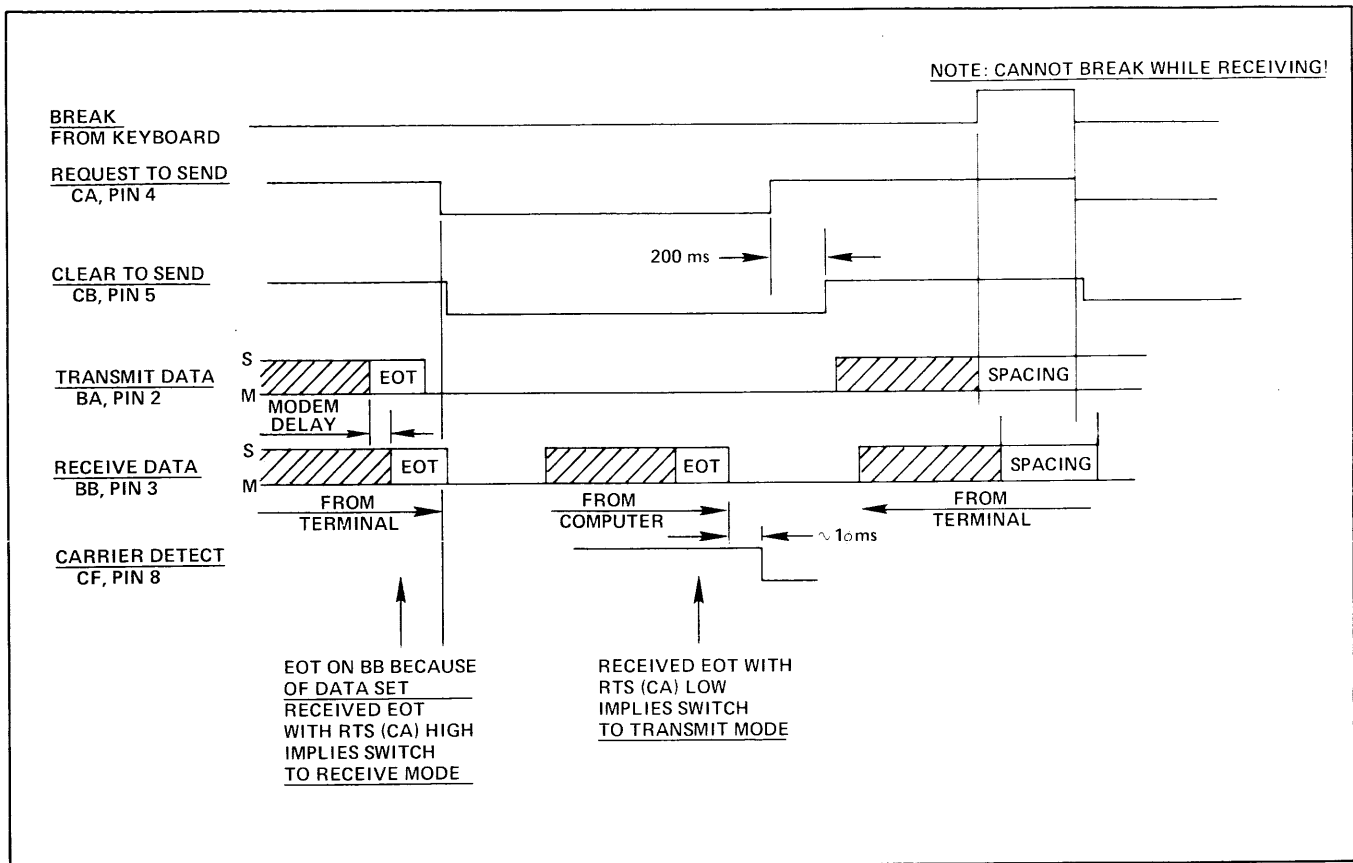 NOTE: CANNOT BREAK WHILE RECEIVING!
BREAK
FROM KEYBOARD
REQUEST TO SEND
CA, PIN 4
200 ms
CLEAR TO SEND
CB, PIN 5
S
TRANSMIT DATA
BA, PIN 2
EOT
SPACING
M
MODEM
DELAY
S
RECEIVE DATA
BB, PIN 3
EOT
EOT
SPACING
M
FROM
TERMINAL
FROM
COMPUTER
FROM
TERMINAL
~10ms
CARRIER DETECT
CF, PIN 8
EOT ON BB BECAUSE
OF DATA SET
RECEIVED EOT
WITH RTS (CA) HIGH
IMPLIES SWITCH
TO RECEIVE MODE
RECEIVED EOT WITH
RTS (CA) LOW
IMPLIES SWITCH
TO TRANSMIT MODE